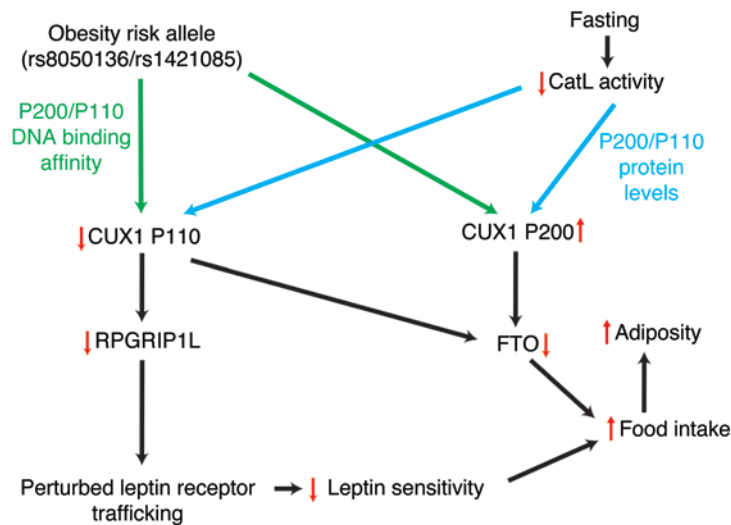 Obesity risk allele
(rs8050136/rs1421085)
Fasting
CatL activity
P200/P110
DNA binding
affinity
P200/P110
protein
levels
CUX1 P110
CUX1 P200
RPGRIP1L
FTO
Adiposity
Food intake
Perturbed leptin receptor
trafficking
Leptin sensitivity